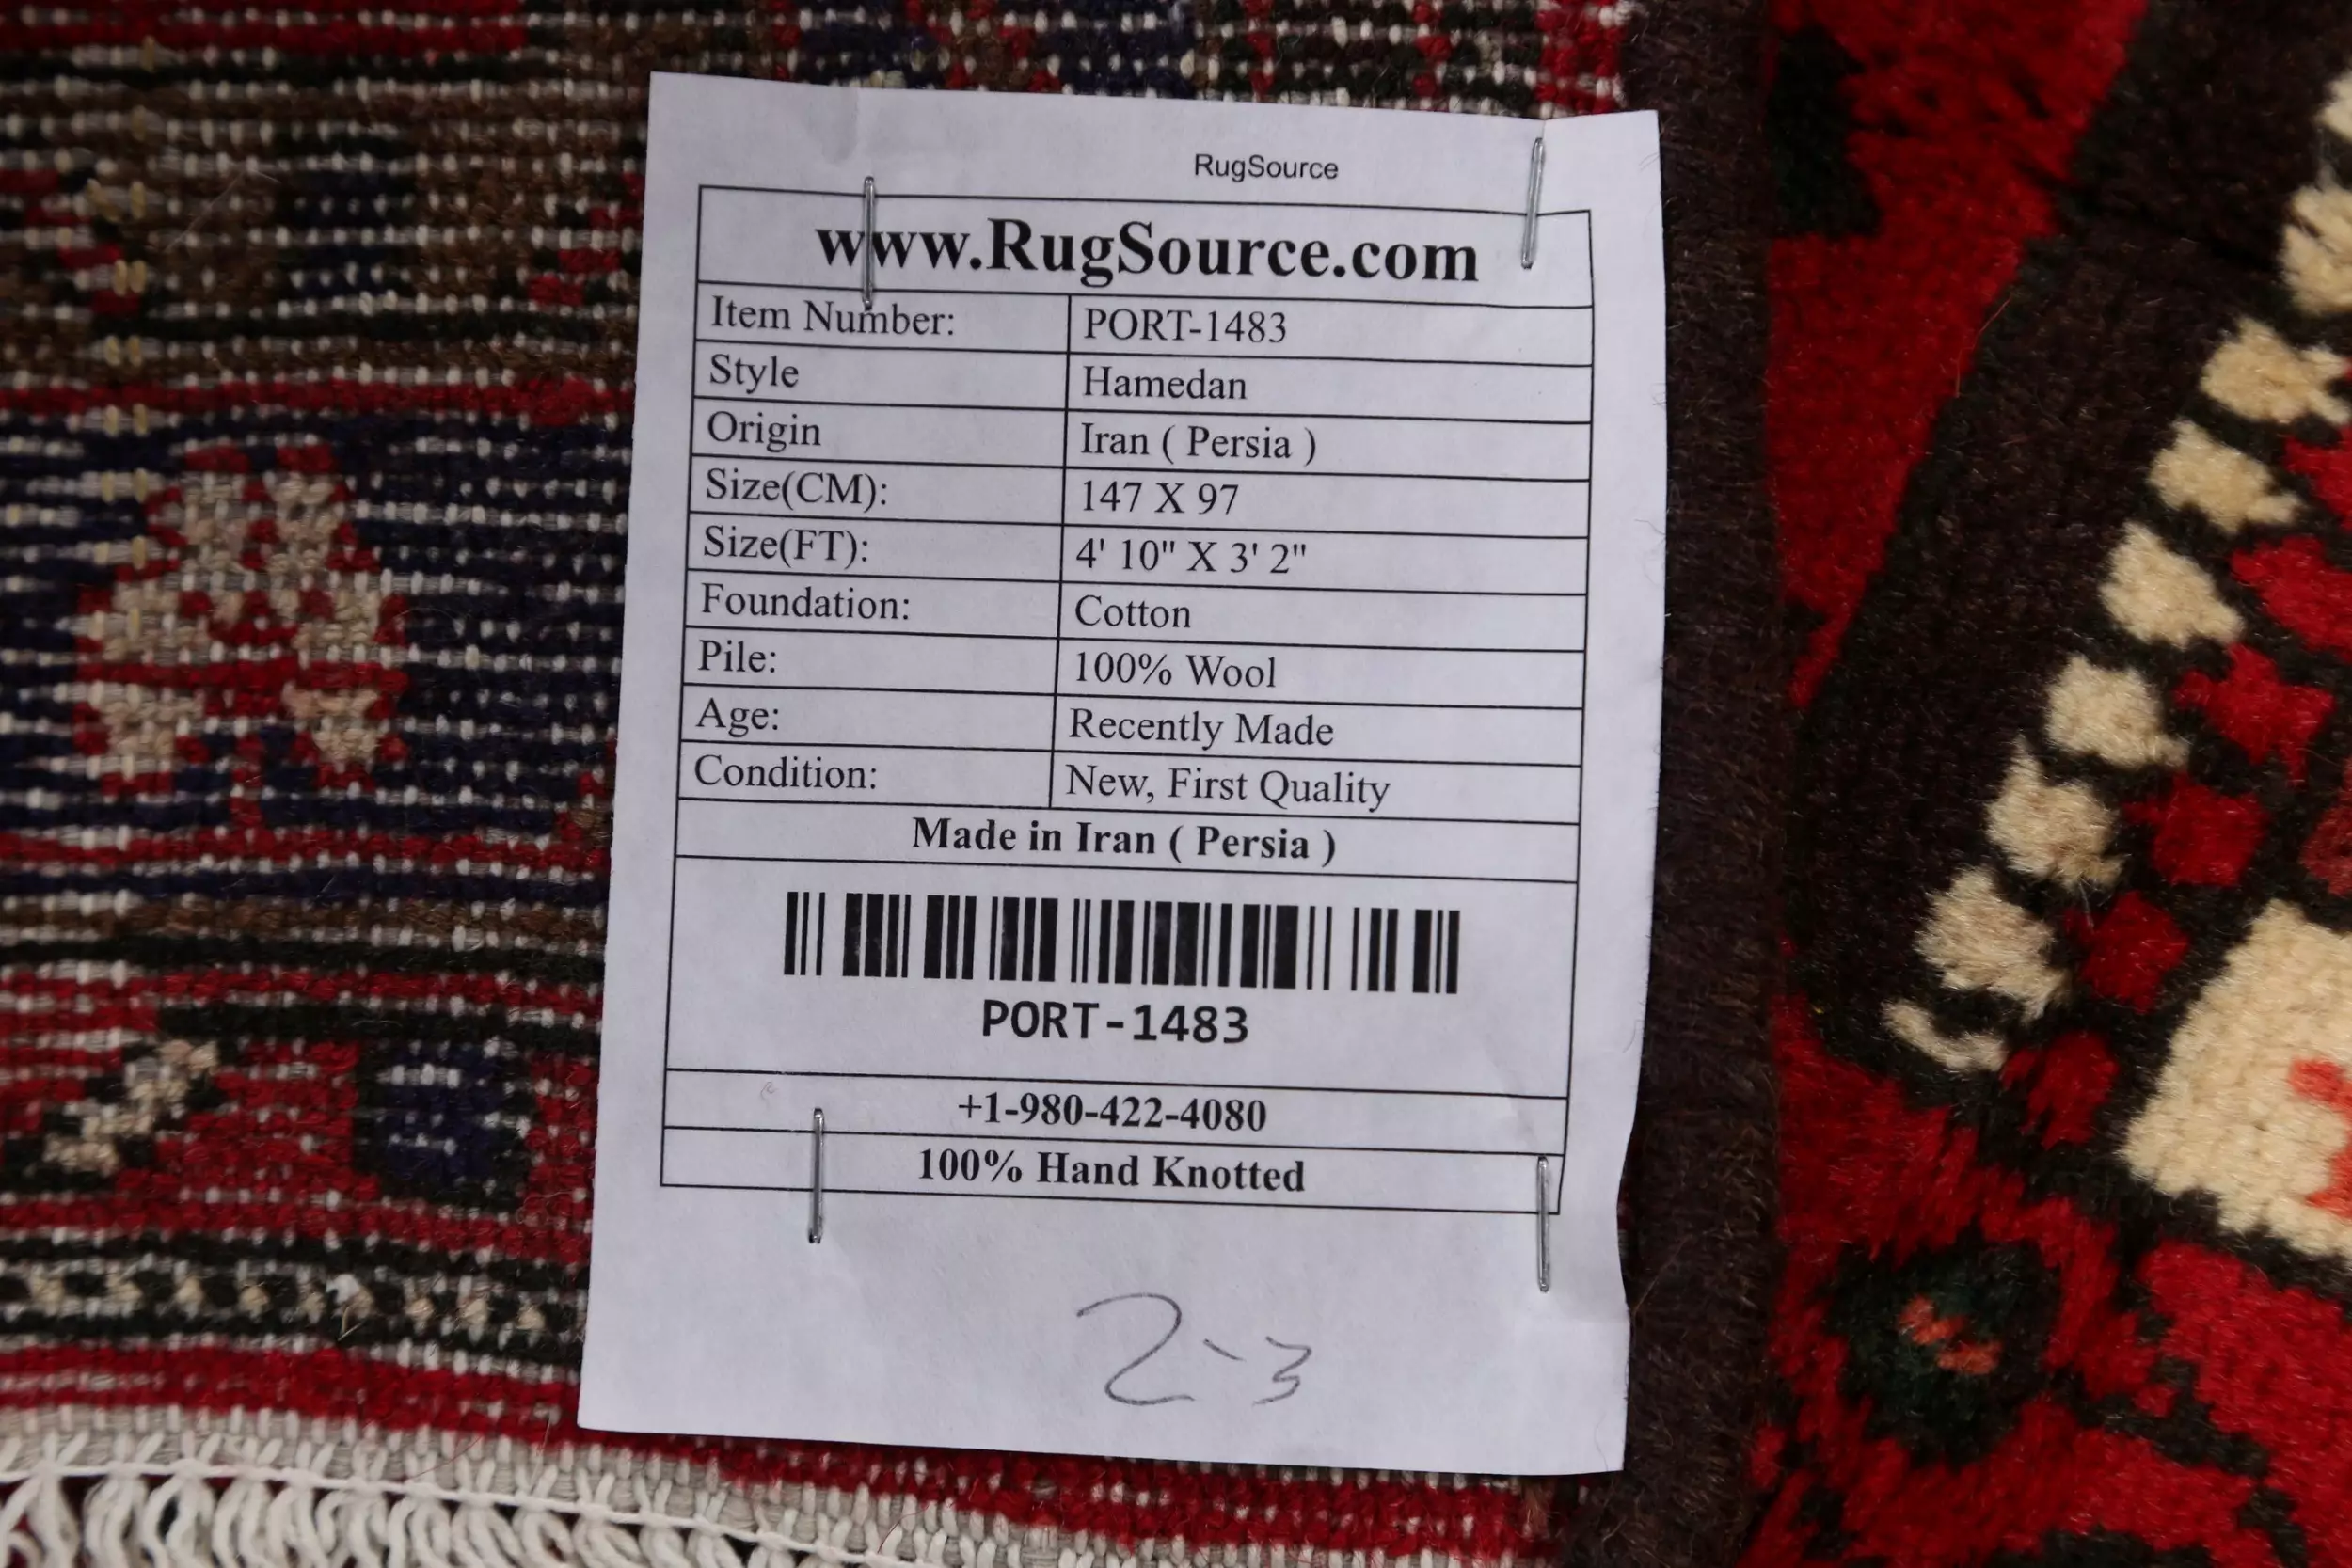 RugSource
www.RugSource.com
Item Number: PORT-1483
Style Hamedan
Origin Iran ( Persia )
Size(CM): 147 X 97
Size(FT): 4' 10" X 3' 2"
Foundation: Cotton
Pile: 100% Wool
Age: Recently Made
Condition: New, First Quality
Made in Iran ( Persia )
PORT-1483
+1-980-422-4080
100% Hand Knotted
2-3